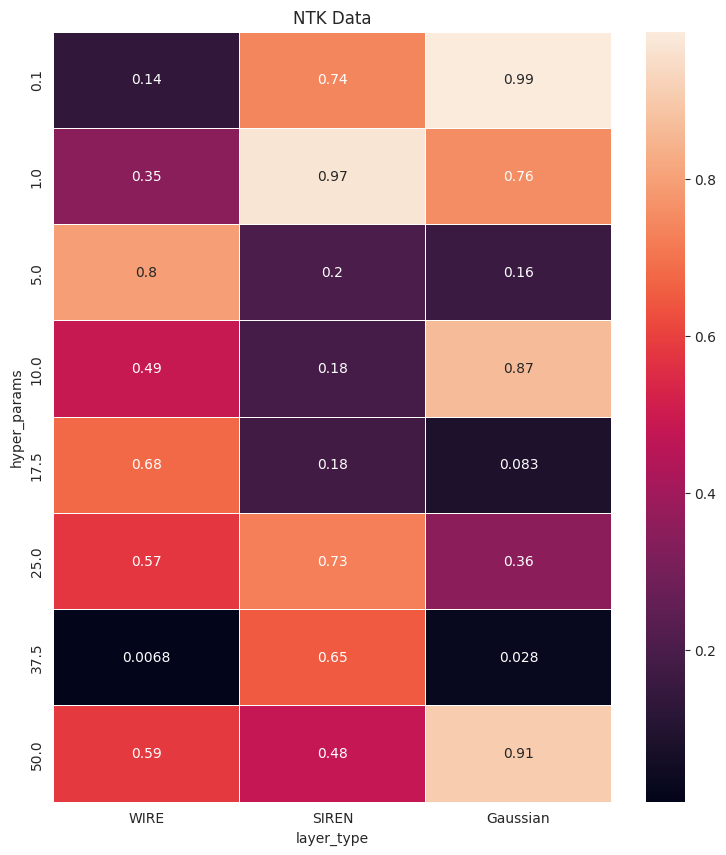 NTK Data
0.1 0.14 0.74 0.99
1.0 0.35 0.97 0.76
5.0 0.8 0.2 0.16
10.0 0.49 0.18 0.87
17.5 0.68 0.18 0.083
25.0 0.57 0.73 0.36
37.5 0.0068 0.65 0.028
50.0 0.59 0.48 0.91
hyper_params
WIRE SIREN Gaussian
layer_type
0.8
0.6
0.4
0.2